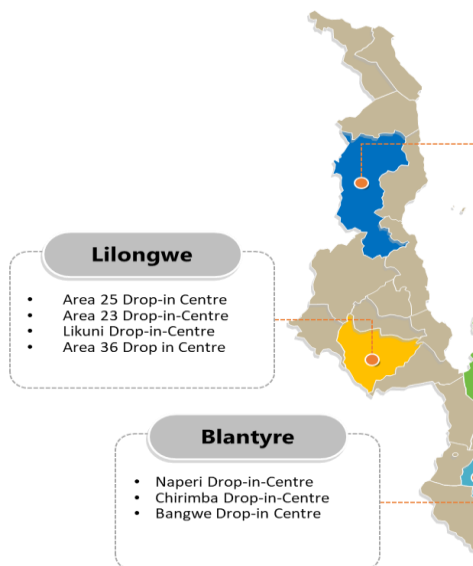 Lilongwe
• Area 25 Drop-in Centre
• Area 23 Drop-in-Centre
• Likuni Drop-in-Centre
• Area 36 Drop in Centre
Blantyre
• Naperi Drop-in-Centre
• Chirimba Drop-in-Centre
• Bangwe Drop-in Centre